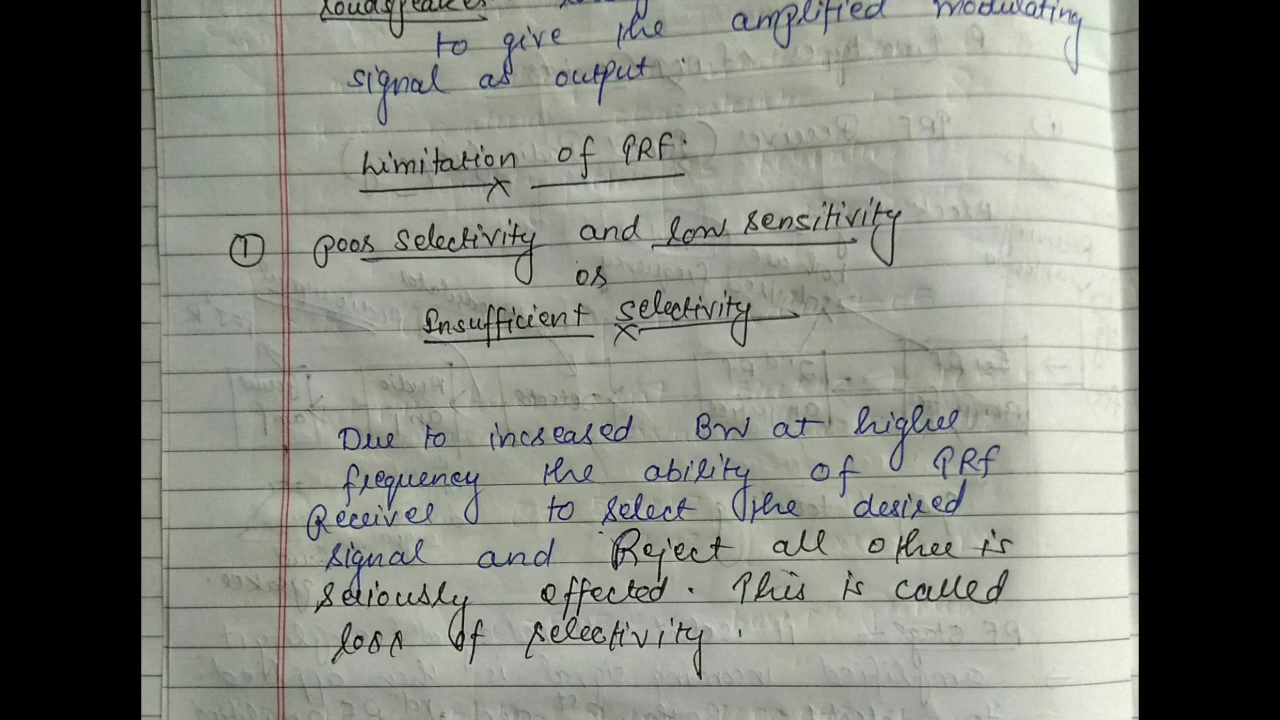 Loudspeaker
to give the amplified modulating
signal as output.
Limitation of TRF:
① Poor selectivity and low sensitivity
or
Insufficient selectivity
Due to increased BW at higher
frequency the ability of TRF
Receiver to select the desired
signal and Reject all other is
seriously effected. This is called
loss of selectivity.